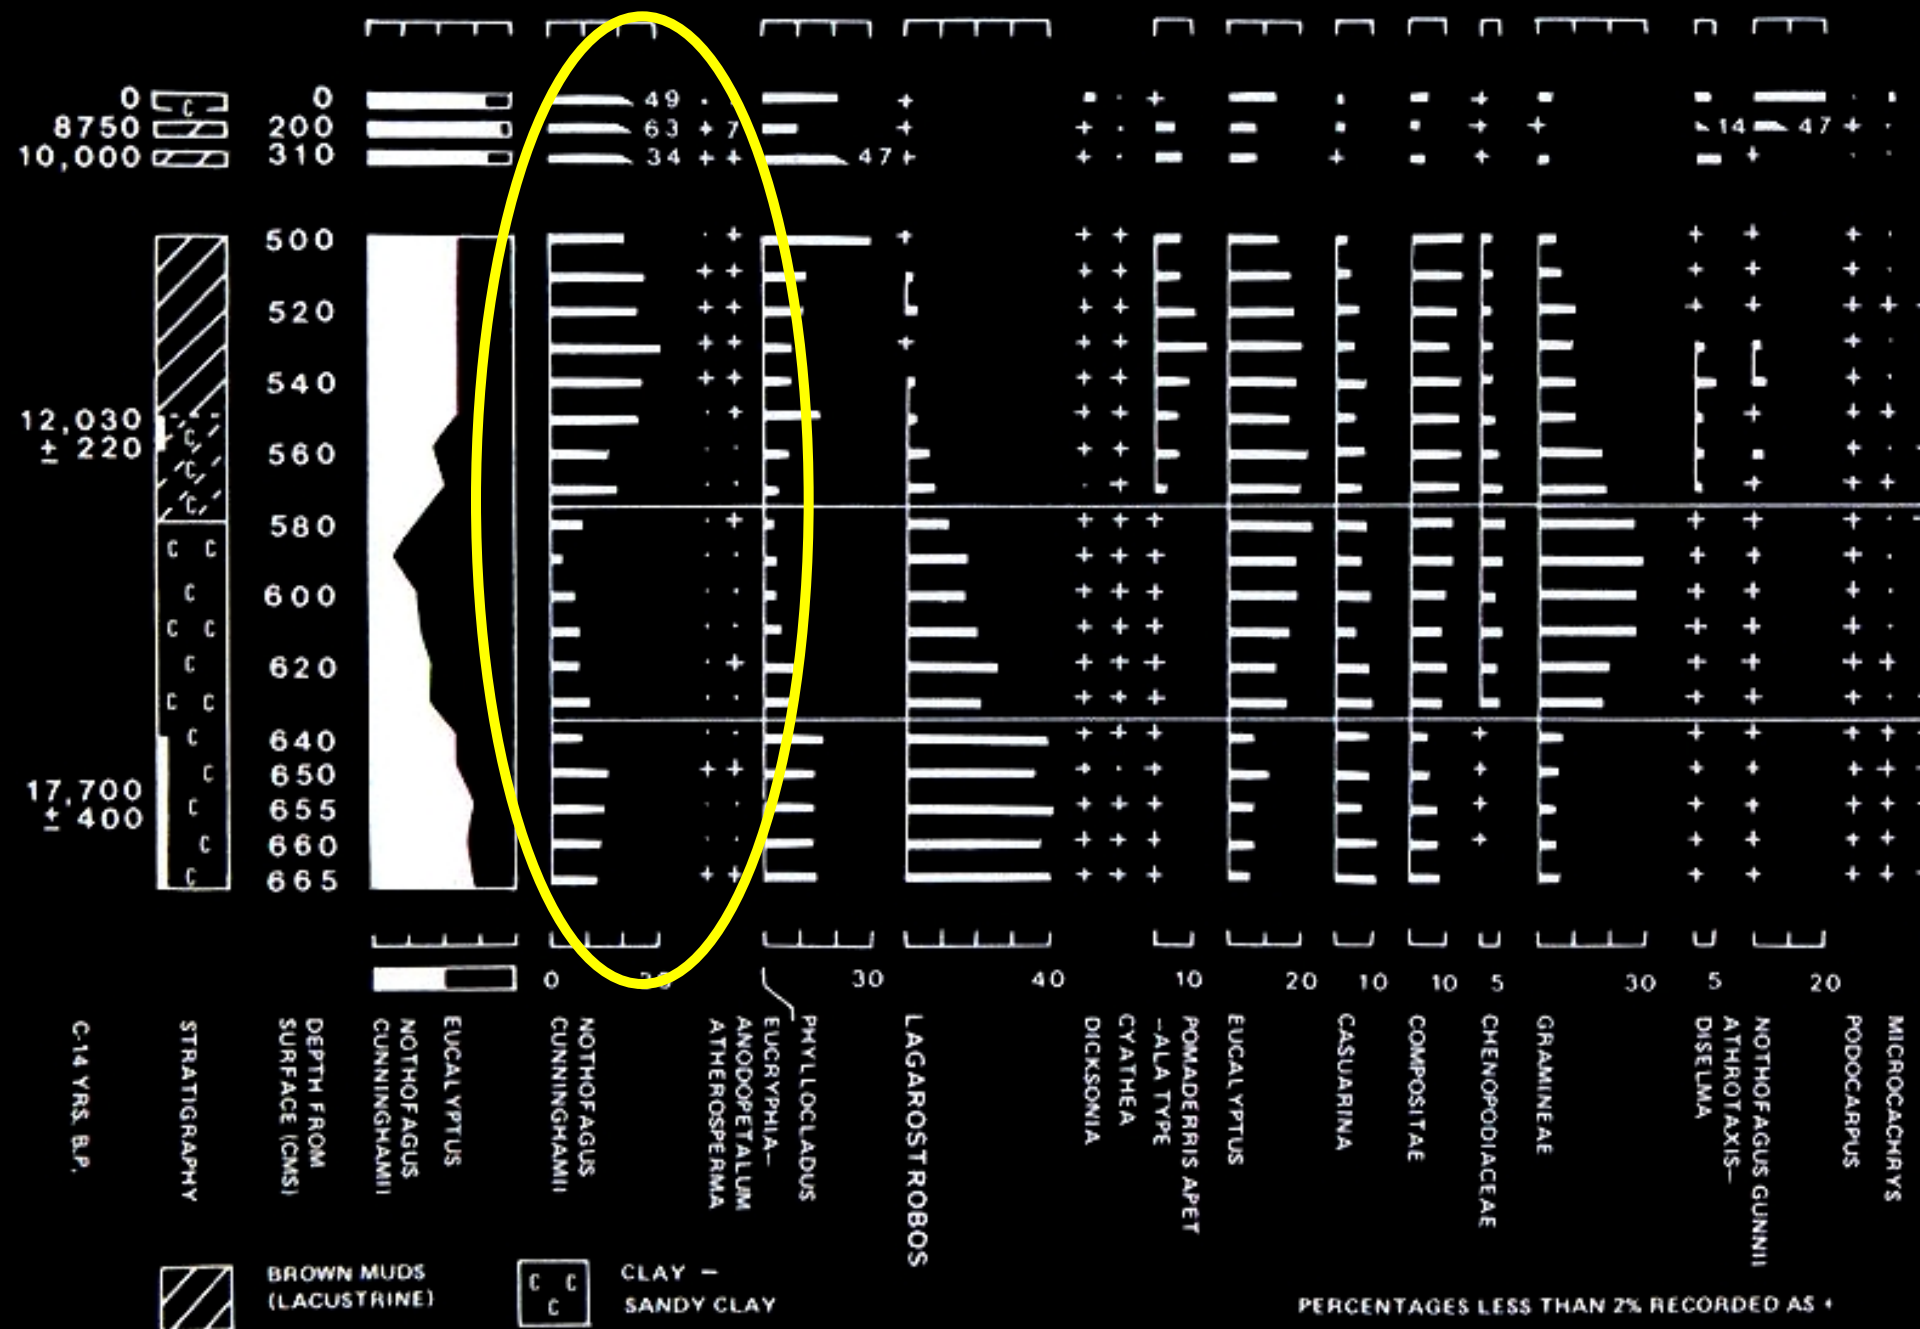 0 0 49
8750 200 63 7 14 47
10,000 310 34 47
500
520
540
12,030
± 220
560
580
600
620
640
650
17,700
± 400
655
660
665
0 30 40 10 20 10 10 5 30 5 20
C-14 YRS. B.P.
STRATIGRAPHY
DEPTH FROM
SURFACE (CMS)
EUCALYPTUS
NOTHOFAGUS
CUNNINGHAMII
NOTHOFAGUS
CUNNINGHAMII
ANODOPETALUM
ATHEROSPERMA
PHYLLOCLADUS
EUCRYPHIA–
LAGAROSTROBOS
DICKSONIA
CYATHEA
POMADERRIS APET
–ALA TYPE
EUCALYPTUS
CASUARINA
COMPOSITAE
CHENOPODIACEAE
GRAMINEAE
ATHROTAXIS–
DISELMA
NOTHOFAGUS GUNNII
PODOCARPUS
MICROCACHRYS
BROWN MUDS
(LACUSTRINE)
C C
C
CLAY –
SANDY CLAY
PERCENTAGES LESS THAN 2% RECORDED AS +